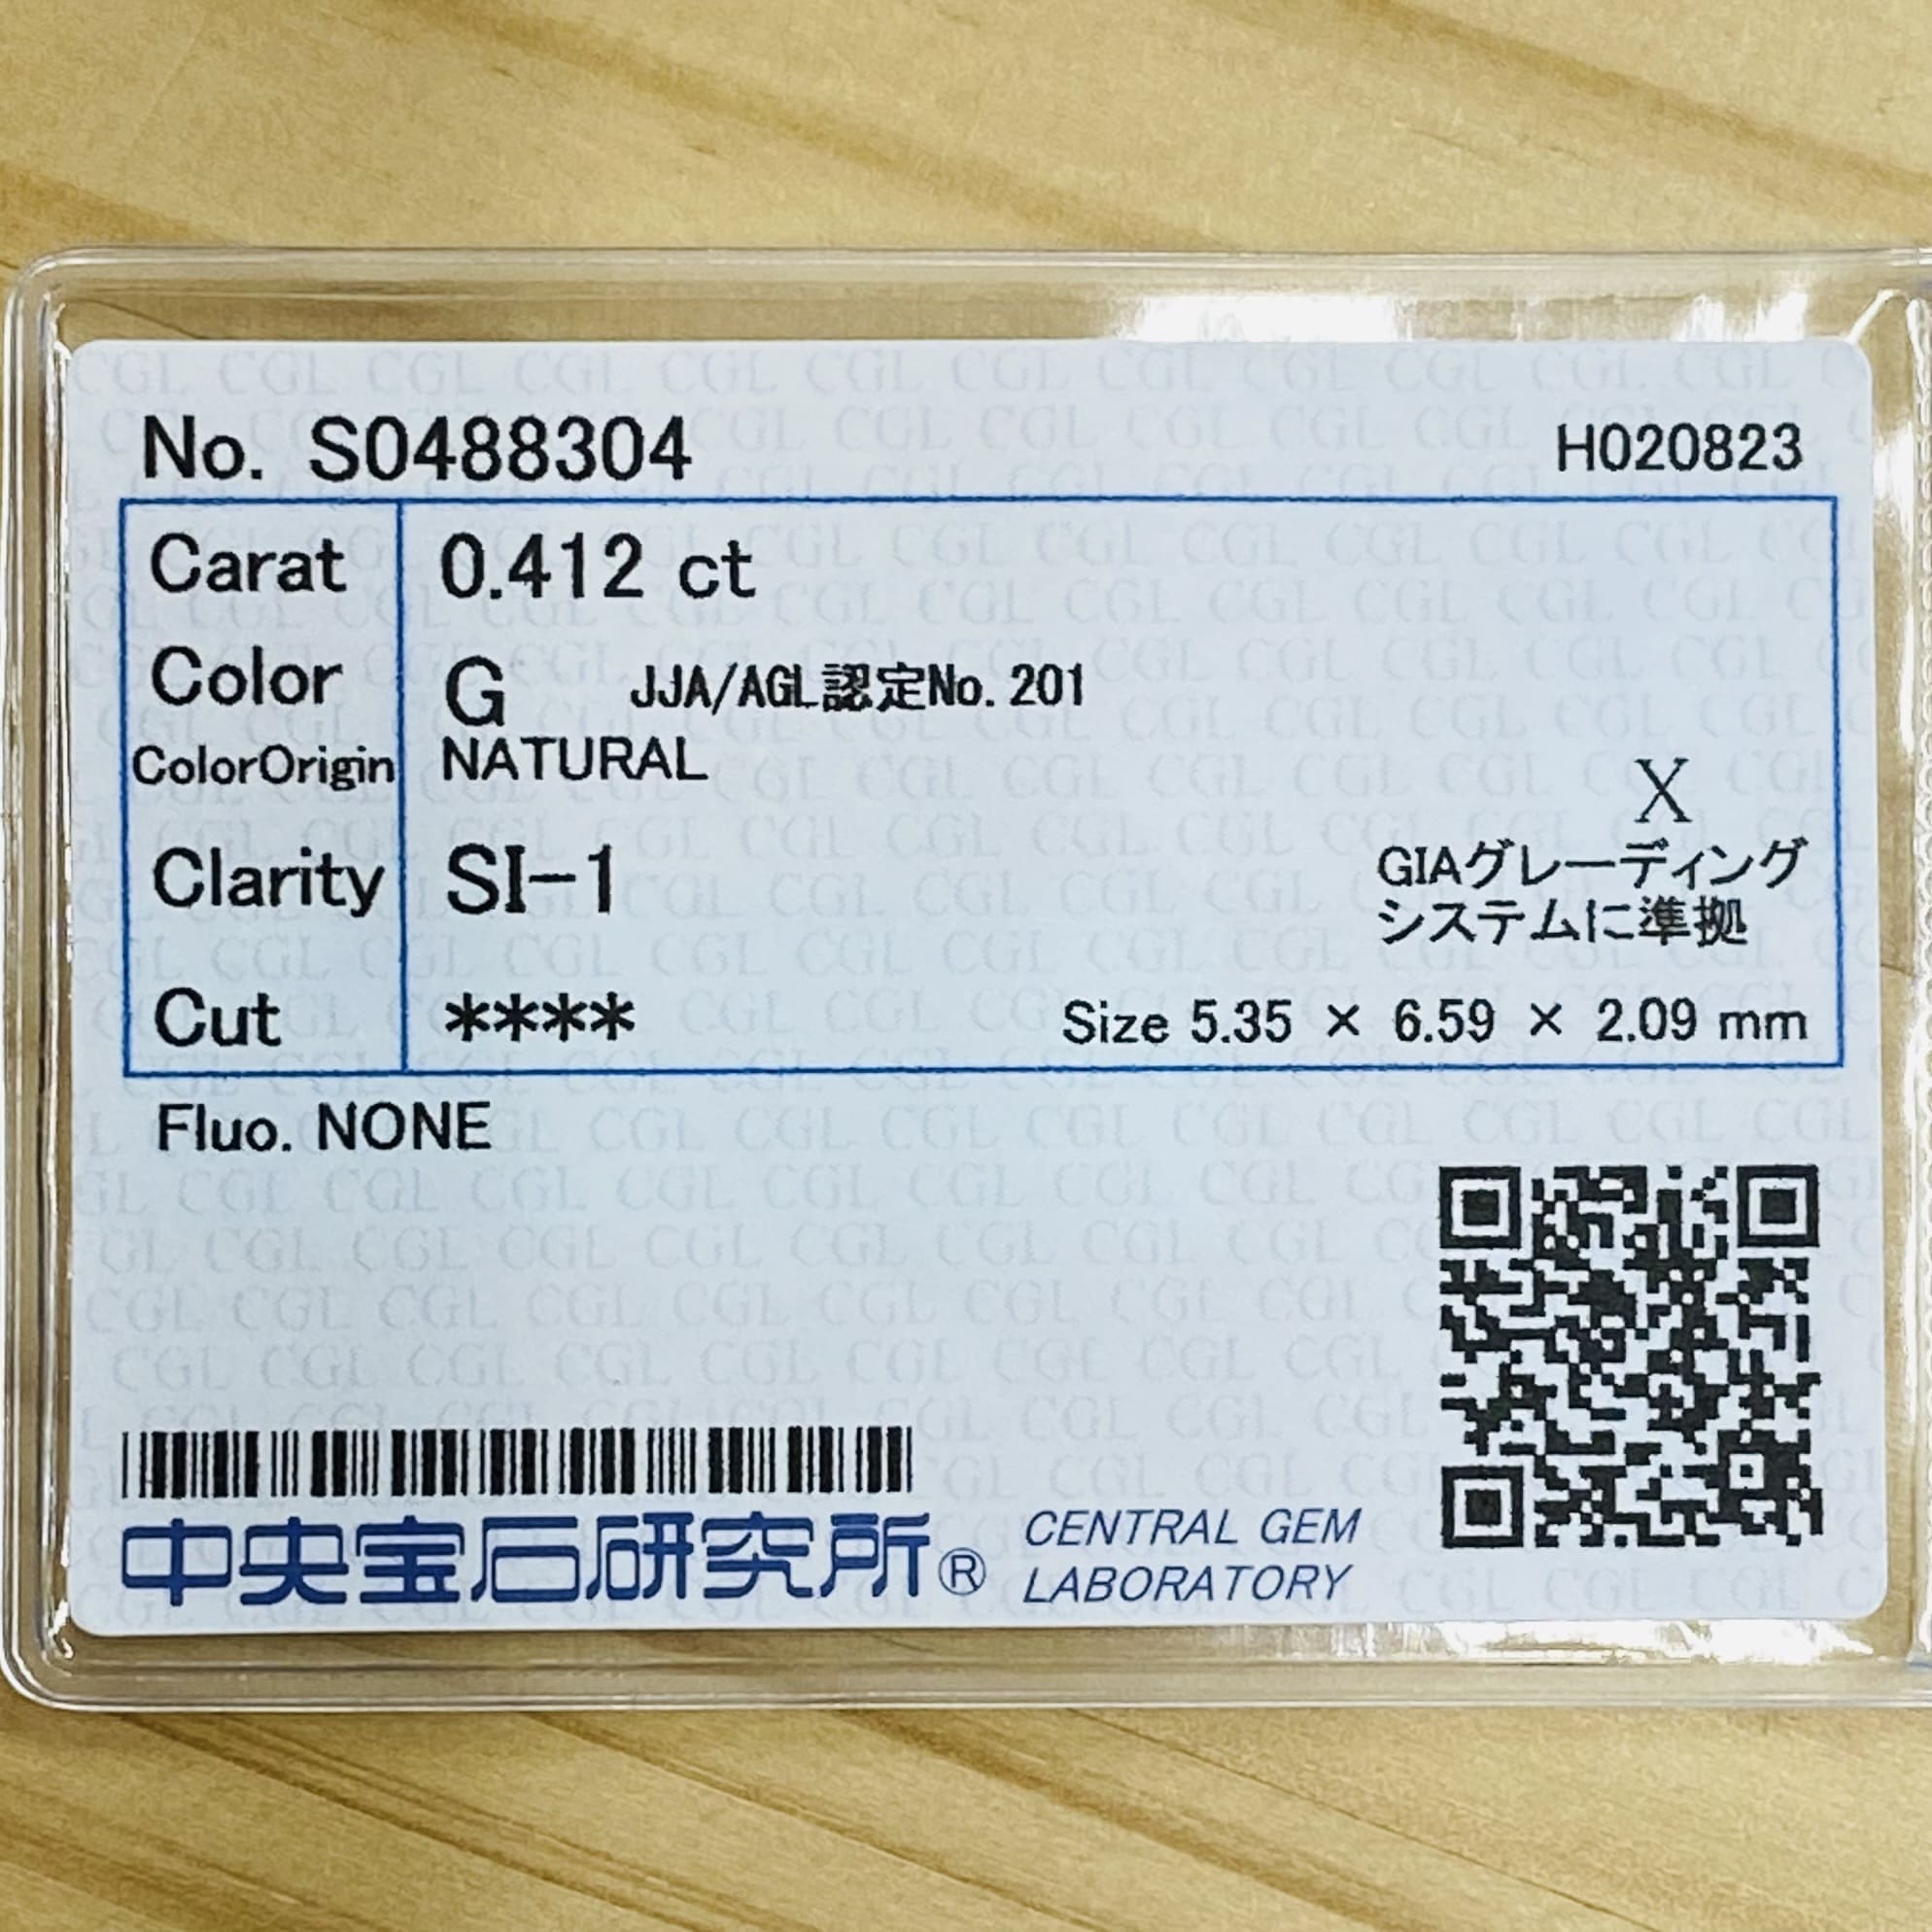 No. S0488304 H020823
Carat 0.412 ct
Color G JJA/AGL認定No. 201
ColorOrigin NATURAL
X
Clarity SI-1 GIAグレーディング
システムに準拠
Cut **** Size 5.35 × 6.59 × 2.09 mm
Fluo. NONE
中央宝石研究所® CENTRAL GEM
LABORATORY